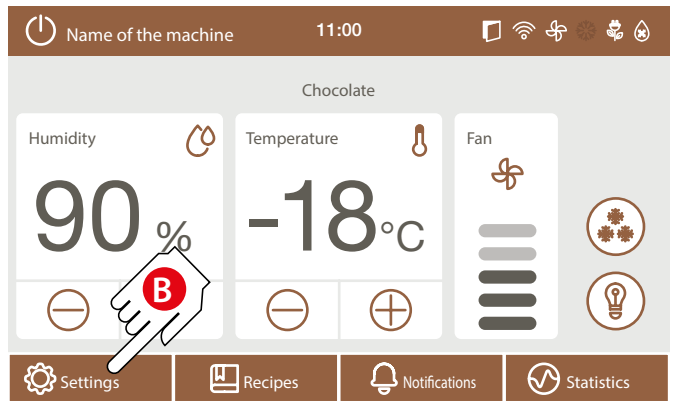 Name of the machine 11:00
Chocolate
Humidity
90 %
Temperature
-18°C
Fan
B
Settings
Recipes
Notifications
Statistics